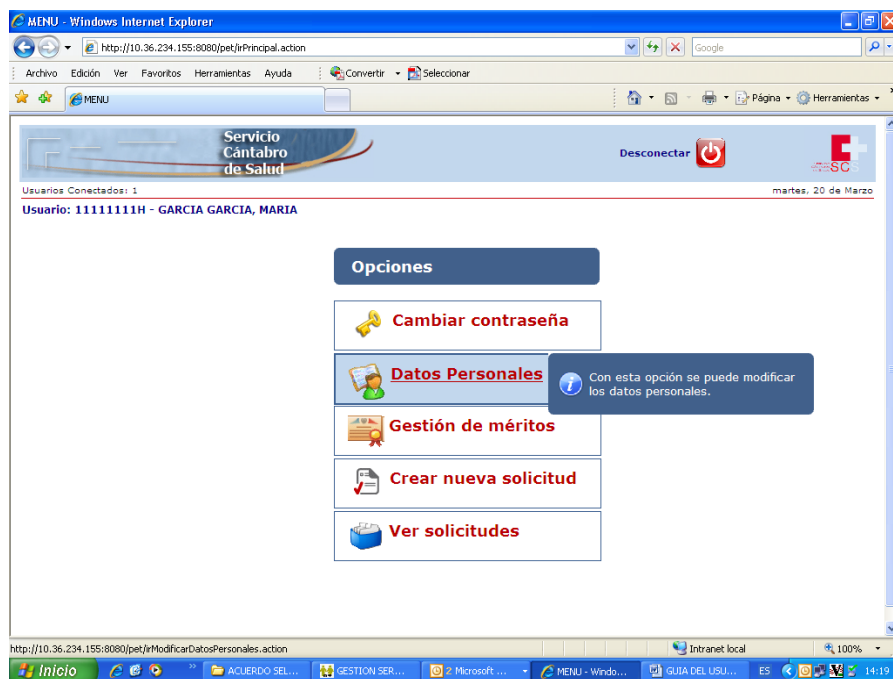 MENU - Windows Internet Explorer
http://10.36.234.155:8080/pet/irPrincipal.action
Google
Archivo Edición Ver Favoritos Herramientas Ayuda Convertir Seleccionar
MENU Página Herramientas
Servicio
Cántabro
de Salud
Desconectar
SCS
Usuarios Conectados: 1
martes, 20 de Marzo
Usuario: 11111111H - GARCIA GARCIA, MARIA
Opciones
Cambiar contraseña
Datos Personales
Con esta opción se puede modificar
los datos personales.
Gestión de méritos
Crear nueva solicitud
Ver solicitudes
http://10.36.234.155:8080/pet/irModificarDatosPersonales.action Intranet local 100%
Inicio ACUERDO SEL... GESTION SER... 2 Microsoft ... MENU - Windo... GUIA DEL USU... ES 14:19